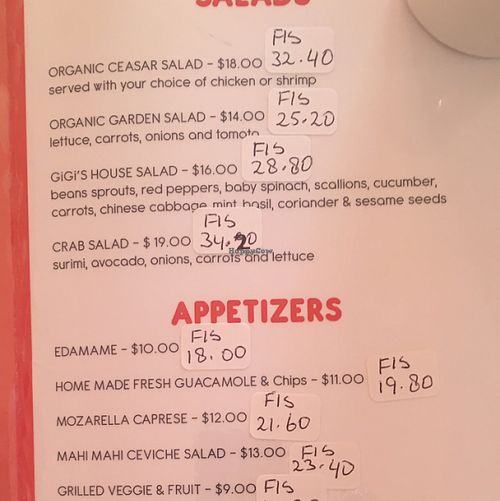 SALADS
FIS
ORGANIC CEASAR SALAD - $18.00 32.40
served with your choice of chicken or shrimp
FIS
ORGANIC GARDEN SALAD - $14.00 25.20
lettuce, carrots, onions and tomato
FIS
GiGi'S HOUSE SALAD - $16.00 28.80
beans sprouts, red peppers, baby spinach, scallions, cucumber,
carrots, chinese cabbage, mint, basil, coriander & sesame seeds
FIS
CRAB SALAD - $ 19.00 34.20
HappyCow
surimi, avocado, onions, carrots and lettuce
APPETIZERS
FIS
EDAMAME - $10.00 18.00
FIS
HOME MADE FRESH GUACAMOLE & Chips - $11.00 19.80
FIS
MOZARELLA CAPRESE - $12.00 21.60
FIS
MAHI MAHI CEVICHE SALAD - $13.00 23.40
GRILLED VEGGIE & FRUIT - $9.00 FIS